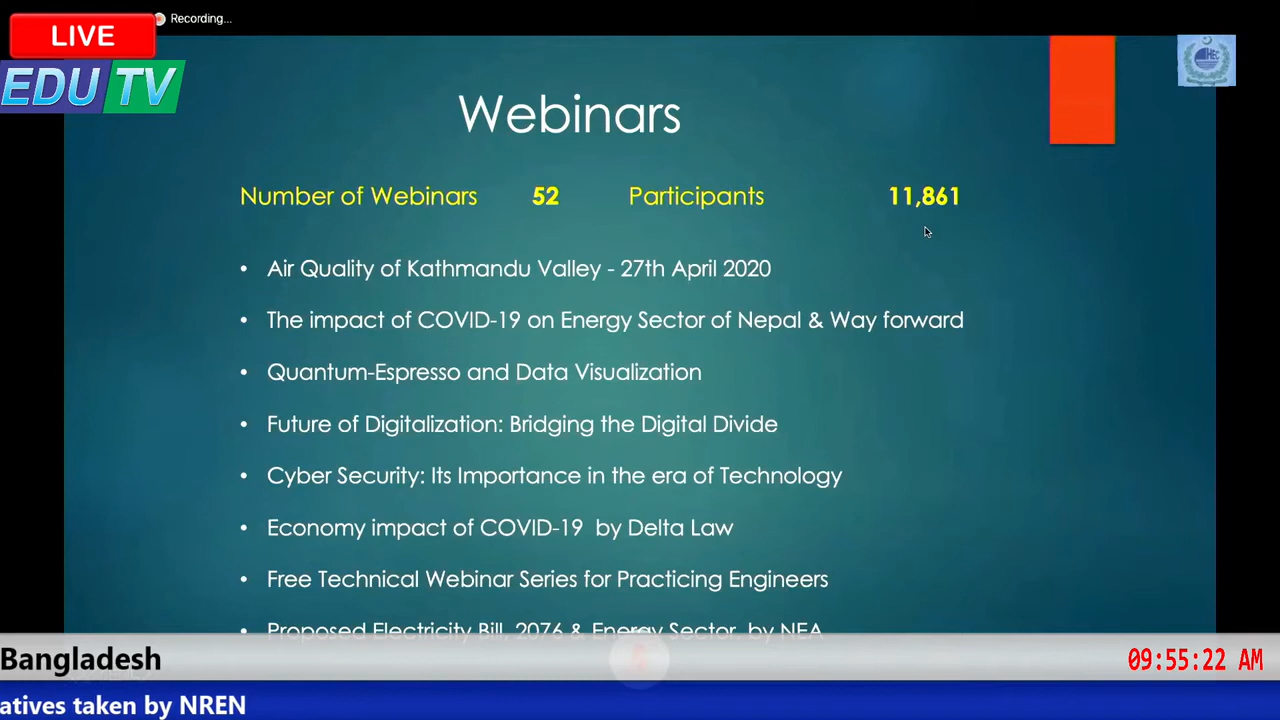 Recording...
LIVE
EDU TV
HEC
Webinars
Number of Webinars 52 Participants 11,861
• Air Quality of Kathmandu Valley - 27th April 2020
• The impact of COVID-19 on Energy Sector of Nepal & Way forward
• Quantum-Espresso and Data Visualization
• Future of Digitalization: Bridging the Digital Divide
• Cyber Security: Its Importance in the era of Technology
• Economy impact of COVID-19 by Delta Law
• Free Technical Webinar Series for Practicing Engineers
• Proposed Electricity Bill, 2076 & Energy Sector, by NEA
Bangladesh
09:55:22 AM
atives taken by NREN